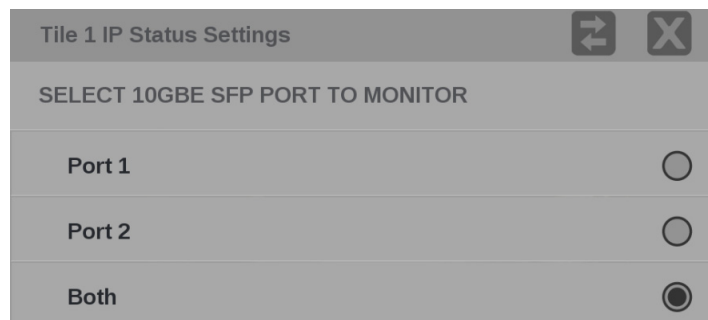 Tile 1 IP Status Settings
SELECT 10GBE SFP PORT TO MONITOR
Port 1
Port 2
Both